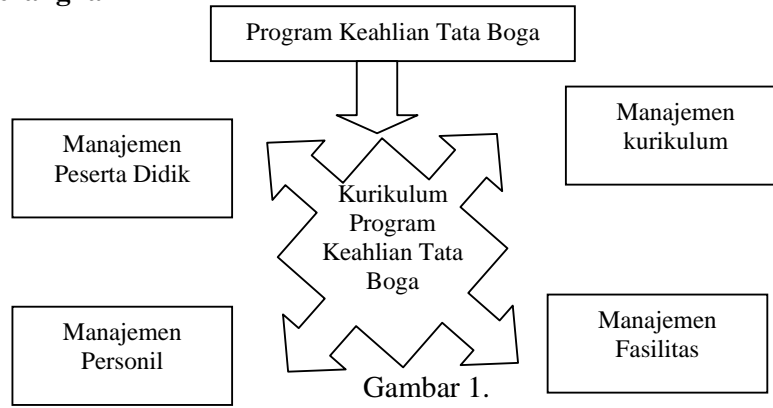 Program Keahlian Tata Boga
Manajemen
Peserta Didik
Manajemen
kurikulum
Kurikulum
Program
Keahlian Tata
Boga
Manajemen
Personil
Manajemen
Fasilitas
Gambar 1.